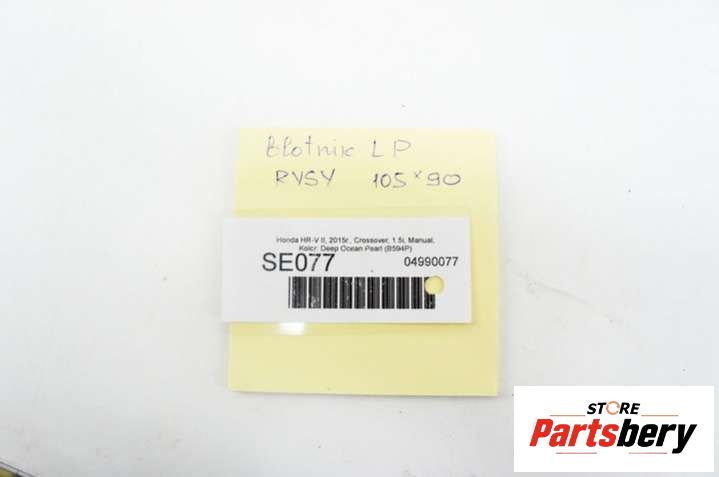 błotnik LP
RYSY 105x90
Honda HR-V II, 2015r., Crossover, 1.5i, Manual,
Kolor: Deep Ocean Pearl (B594P)
SE077 04990077
STORE
Partsbery